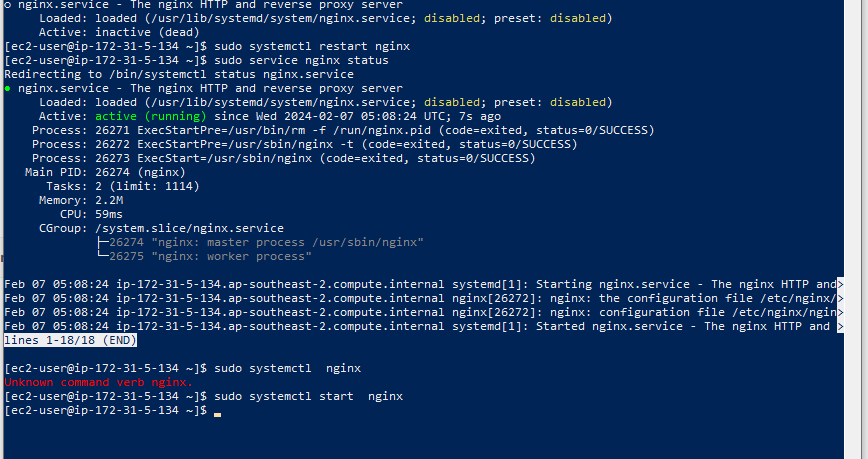 ○ nginx.service - The nginx HTTP and reverse proxy server
Loaded: loaded (/usr/lib/systemd/system/nginx.service; disabled; preset: disabled)
Active: inactive (dead)
[ec2-user@ip-172-31-5-134 ~]$ sudo systemctl restart nginx
[ec2-user@ip-172-31-5-134 ~]$ sudo service nginx status
Redirecting to /bin/systemctl status nginx.service
● nginx.service - The nginx HTTP and reverse proxy server
Loaded: loaded (/usr/lib/systemd/system/nginx.service; disabled; preset: disabled)
Active: active (running) since Wed 2024-02-07 05:08:24 UTC; 7s ago
Process: 26271 ExecStartPre=/usr/bin/rm -f /run/nginx.pid (code=exited, status=0/SUCCESS)
Process: 26272 ExecStartPre=/usr/sbin/nginx -t (code=exited, status=0/SUCCESS)
Process: 26273 ExecStart=/usr/sbin/nginx (code=exited, status=0/SUCCESS)
Main PID: 26274 (nginx)
Tasks: 2 (limit: 1114)
Memory: 2.2M
CPU: 59ms
CGroup: /system.slice/nginx.service
├─26274 "nginx: master process /usr/sbin/nginx"
└─26275 "nginx: worker process"
Feb 07 05:08:24 ip-172-31-5-134.ap-southeast-2.compute.internal systemd[1]: Starting nginx.service - The nginx HTTP and>
Feb 07 05:08:24 ip-172-31-5-134.ap-southeast-2.compute.internal nginx[26272]: nginx: the configuration file /etc/nginx/>
Feb 07 05:08:24 ip-172-31-5-134.ap-southeast-2.compute.internal nginx[26272]: nginx: configuration file /etc/nginx/ngin>
Feb 07 05:08:24 ip-172-31-5-134.ap-southeast-2.compute.internal systemd[1]: Started nginx.service - The nginx HTTP and >
lines 1-18/18 (END)
[ec2-user@ip-172-31-5-134 ~]$ sudo systemctl  nginx
Unknown command verb nginx.
[ec2-user@ip-172-31-5-134 ~]$ sudo systemctl start  nginx
[ec2-user@ip-172-31-5-134 ~]$